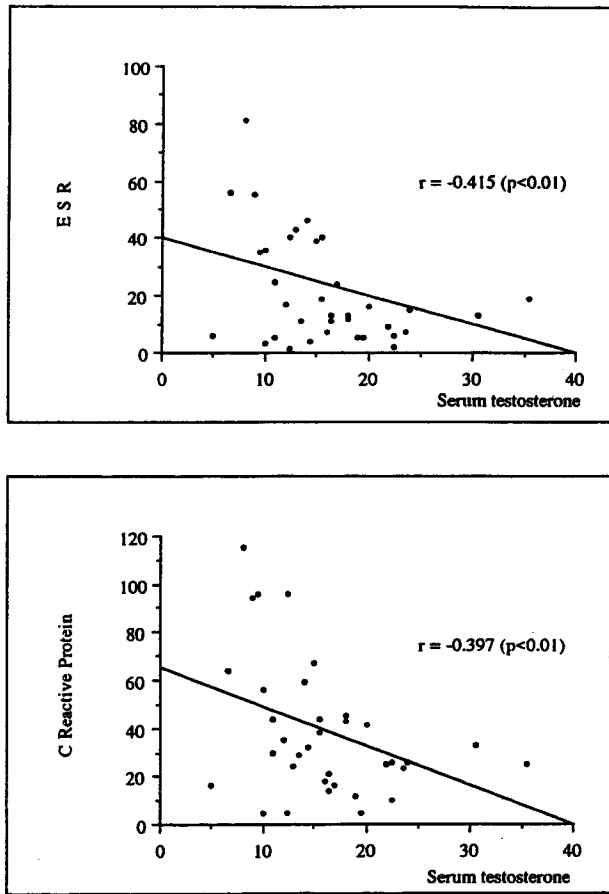 100
80
60
40
20
0
E S R
r = -0.415 (p<0.01)
0 10 20 30 40
Serum testosterone
120
100
80
60
40
20
0
C Reactive Protein
r = -0.397 (p<0.01)
0 10 20 30 40
Serum testosterone